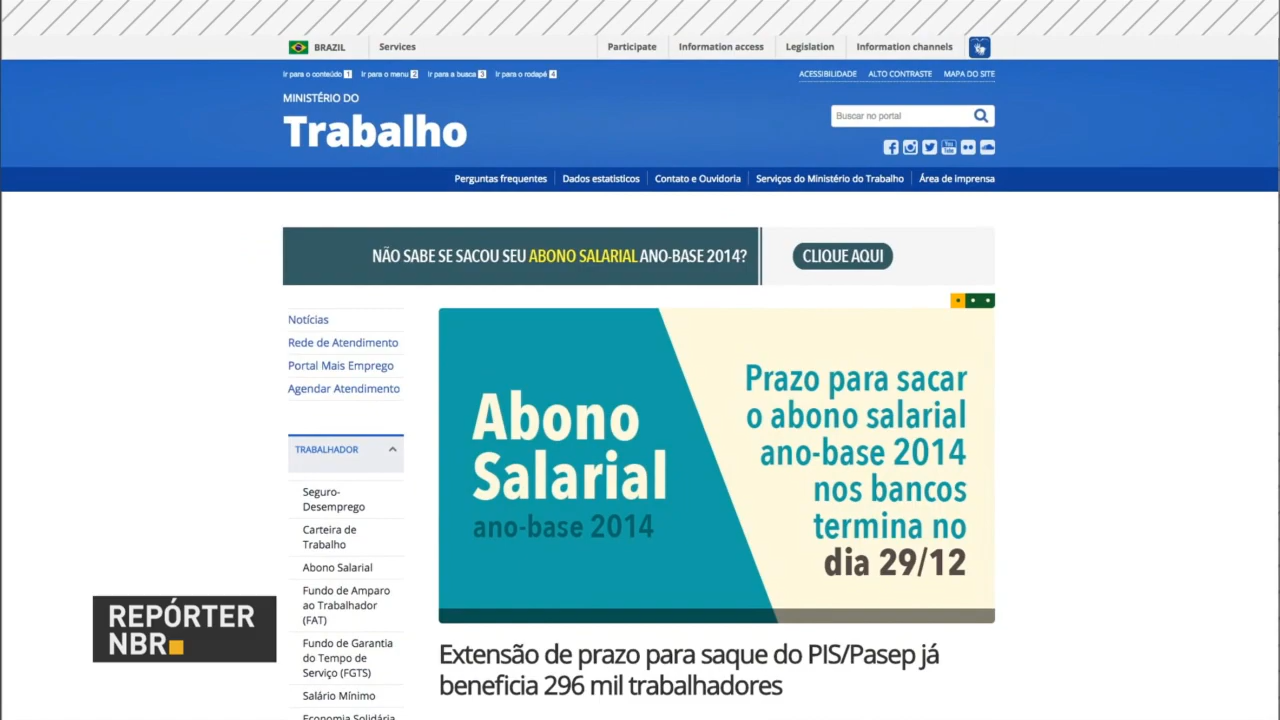 BRAZIL Services Participate Information access Legislation Information channels
Ir para o conteúdo 1 Ir para o menu 2 Ir para a busca 3 Ir para o rodapé 4 ACESSIBILIDADE ALTO CONTRASTE MAPA DO SITE
MINISTÉRIO DO
Trabalho
Buscar no portal
You Tube
Perguntas frequentes Dados estatísticos Contato e Ouvidoria Serviços do Ministério do Trabalho Área de imprensa
NÃO SABE SE SACOU SEU ABONO SALARIAL ANO-BASE 2014? CLIQUE AQUI
Notícias
Rede de Atendimento
Portal Mais Emprego
Agendar Atendimento
TRABALHADOR
Seguro-
Desemprego
Carteira de
Trabalho
Abono Salarial
Fundo de Amparo
ao Trabalhador
(FAT)
Fundo de Garantia
do Tempo de
Serviço (FGTS)
Salário Mínimo
Economia Solidária
Abono
Salarial
ano-base 2014
Prazo para sacar
o abono salarial
ano-base 2014
nos bancos
termina no
dia 29/12
Extensão de prazo para saque do PIS/Pasep já
beneficia 296 mil trabalhadores
REPÓRTER
NBR